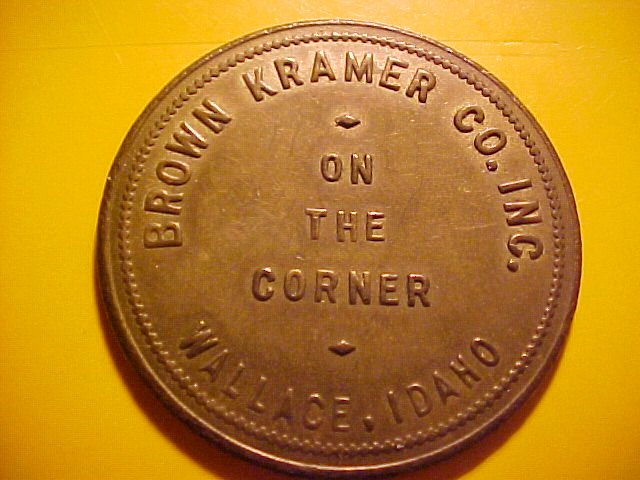 BROWN KRAMER CO. INC.
ON
THE
CORNER
WALLACE, IDAHO